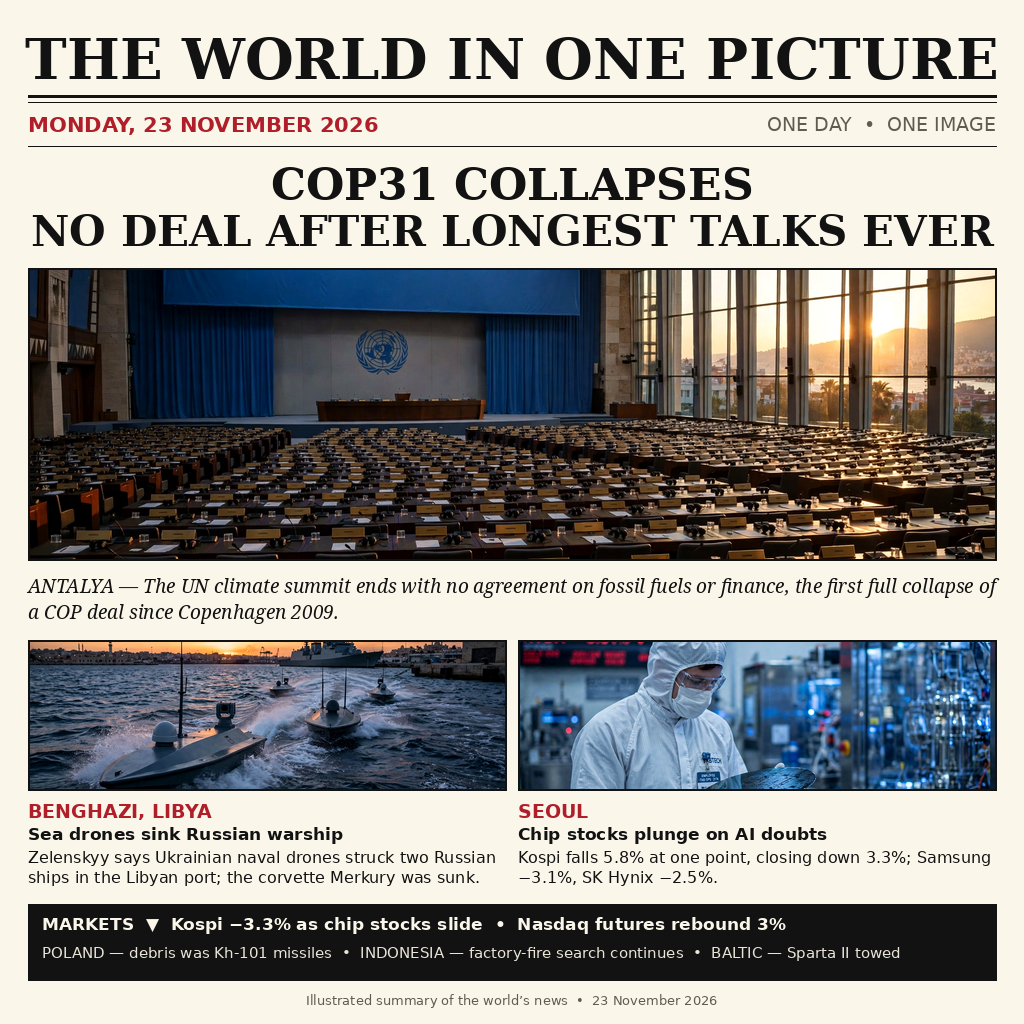 THE WORLD IN ONE PICTURE
MONDAY, 23 NOVEMBER 2026
ONE DAY • ONE IMAGE
COP31 COLLAPSES
NO DEAL AFTER LONGEST TALKS EVER
ANTALYA — The UN climate summit ends with no agreement on fossil fuels or finance, the first full collapse of
a COP deal since Copenhagen 2009.
BENGHAZI, LIBYA
Sea drones sink Russian warship
Zelenskyy says Ukrainian naval drones struck two Russian
ships in the Libyan port; the corvette Merkury was sunk.
SEOUL
Chip stocks plunge on AI doubts
Kospi falls 5.8% at one point, closing down 3.3%; Samsung
−3.1%, SK Hynix −2.5%.
MARKETS ▼ Kospi −3.3% as chip stocks slide • Nasdaq futures rebound 3%
POLAND — debris was Kh-101 missiles • INDONESIA — factory-fire search continues • BALTIC — Sparta II towed
Illustrated summary of the world’s news • 23 November 2026